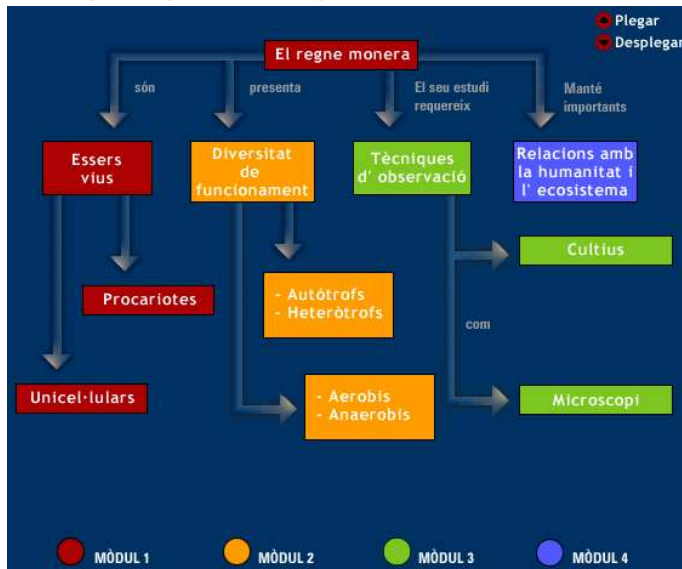 Plegar
Desplegar
El regne monera
són
presenta
El seu estudi
requereix
Manté
importants
Essers
vius
Diversitat
de
funcionament
Tècniques
d' observació
Relacions amb
la humanitat i
l' ecosistema
Cultius
Procariotes
- Autòtrofs
- Heteròtrofs
com
Unicel·lulars
- Aerobis
- Anaerobis
Microscopi
MÒDUL 1
MÒDUL 2
MÒDUL 3
MÒDUL 4